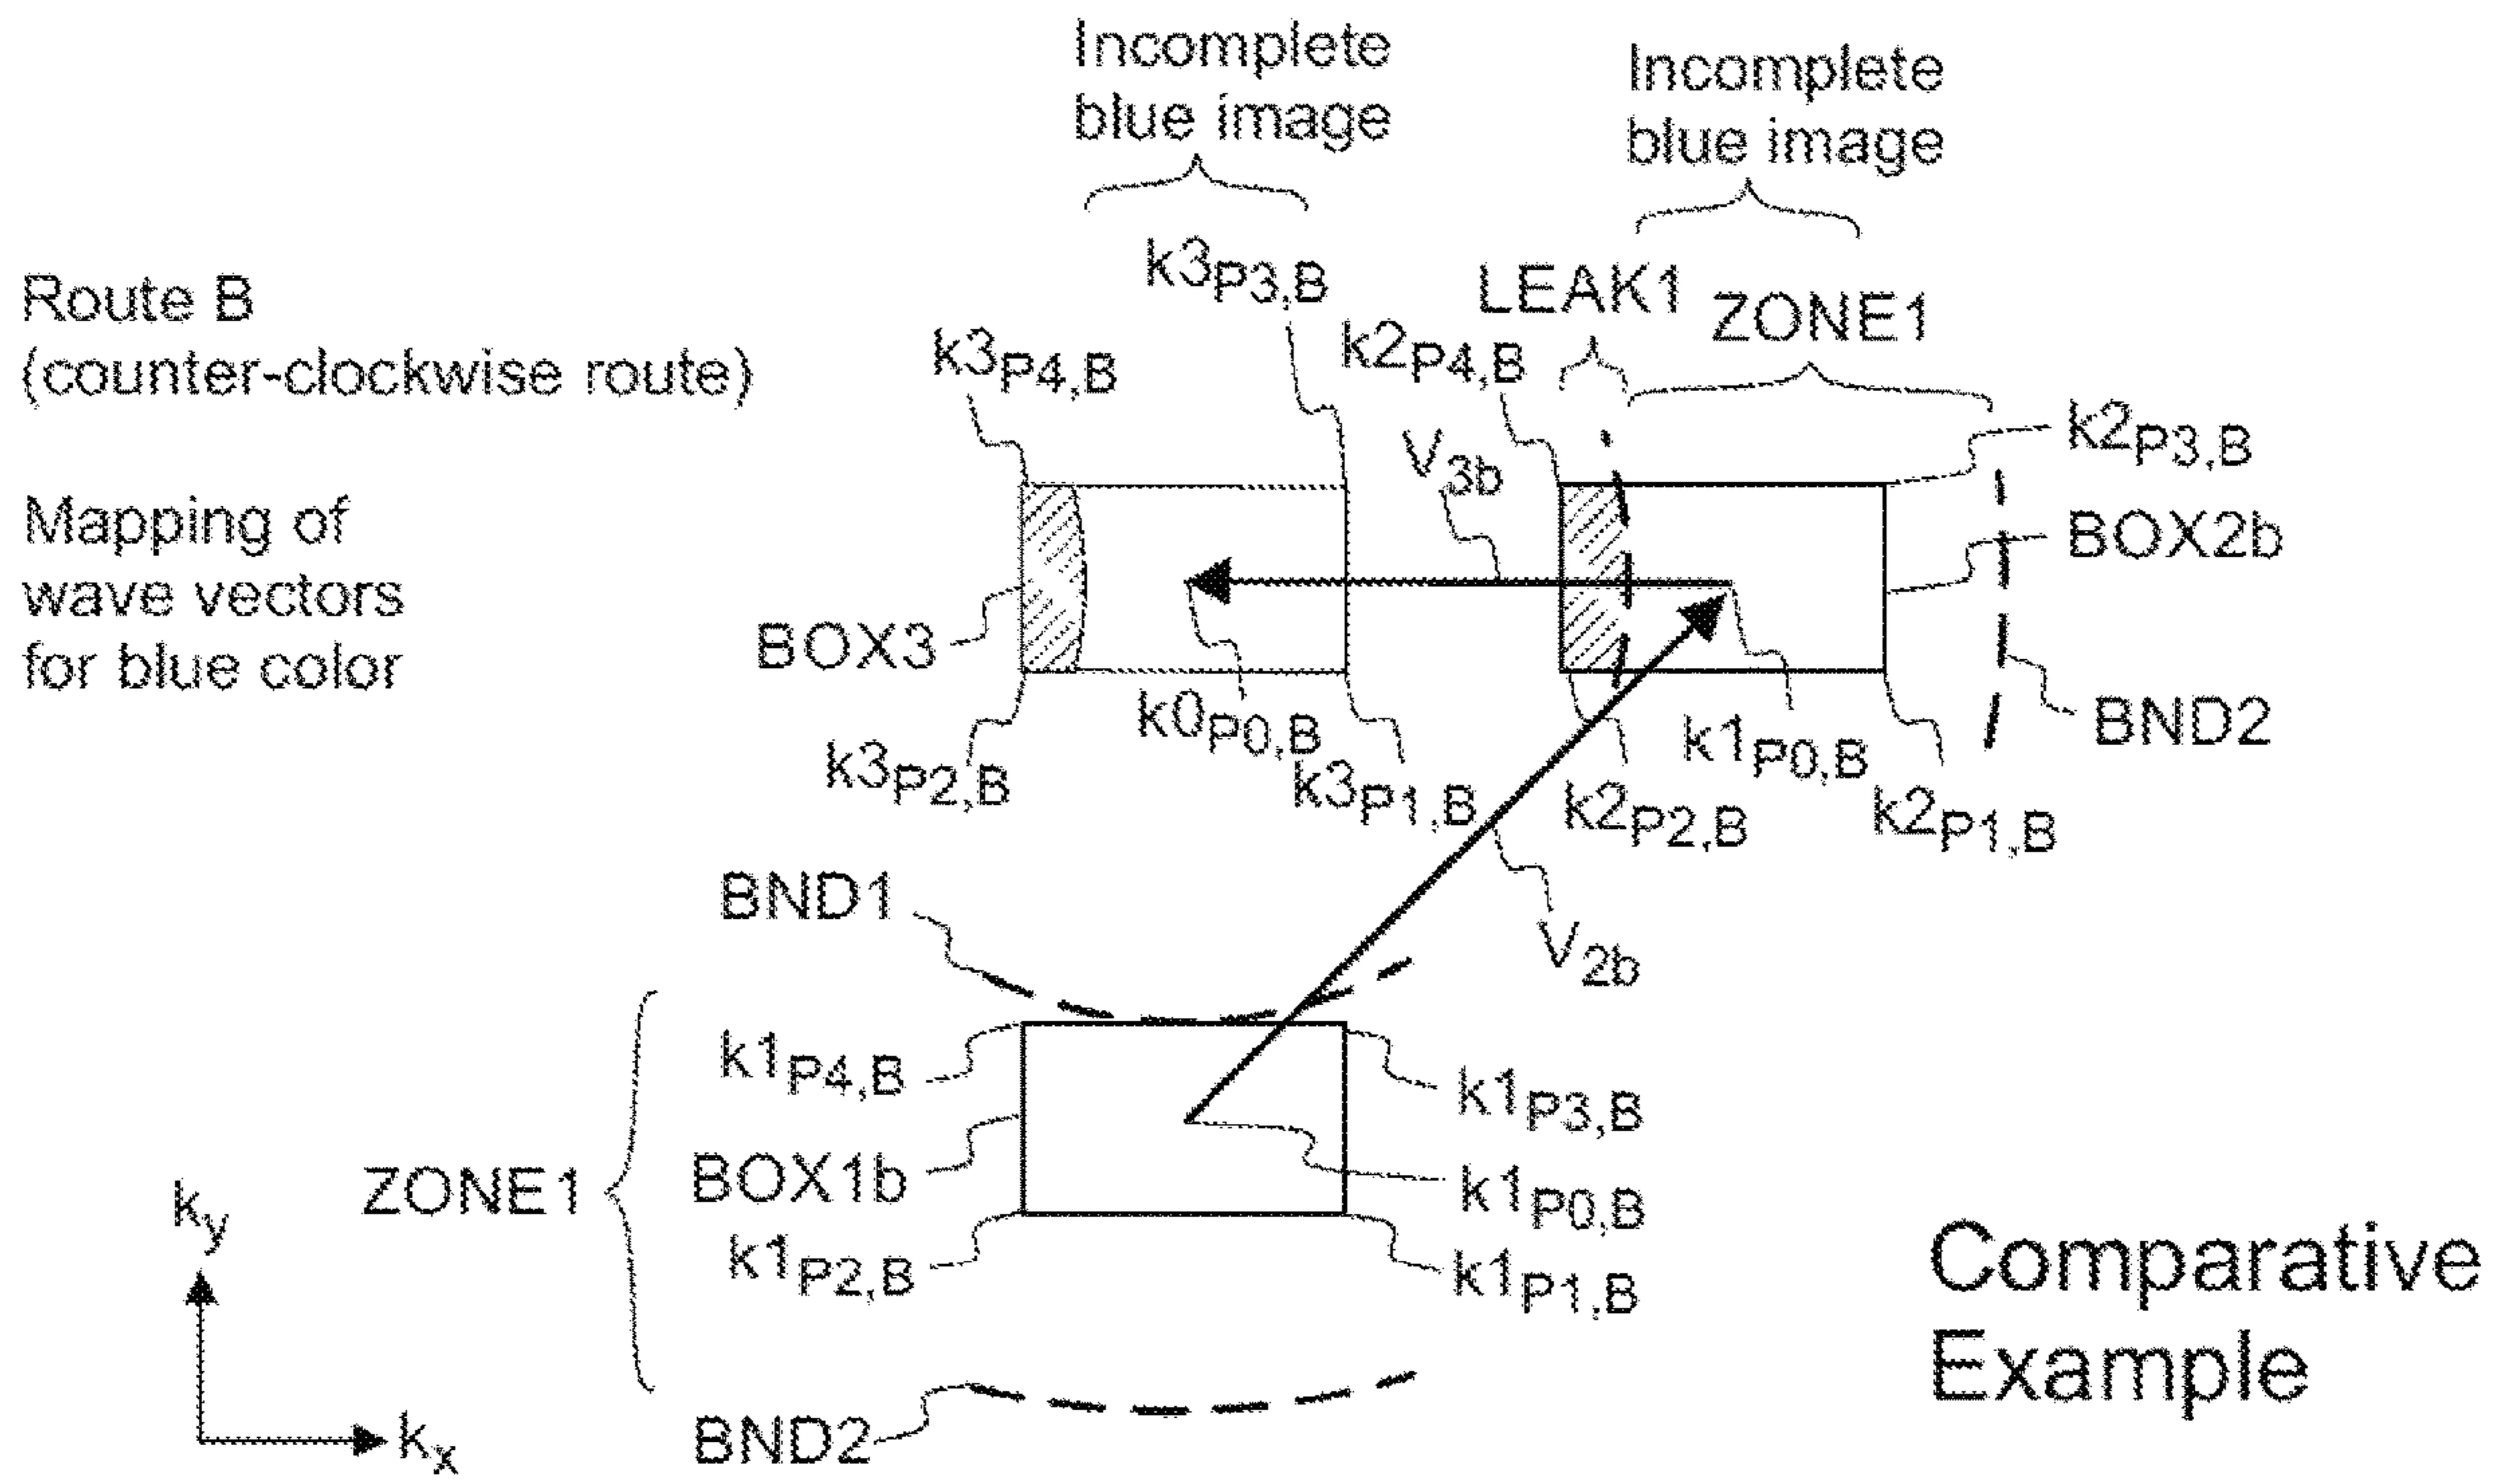 Incomplete
blue image
Incomplete
blue image
k3P3,B
LEAK1
ZONE1
Route B
(counter-clockwise route)
k3P4,B
k2P4,B
V3b
k2P3,B
Mapping of
wave vectors
for blue color
BOX2b
BOX3
k0P0,B
k1P0,B
BND2
k3P2,B
k3P1,B
k2P2,B
k2P1,B
BND1
V2b
k1P4,B
k1P3,B
ZONE1
BOX1b
k1P0,B
k1P2,B
k1P1,B
ky
kx
BND2
Comparative
Example